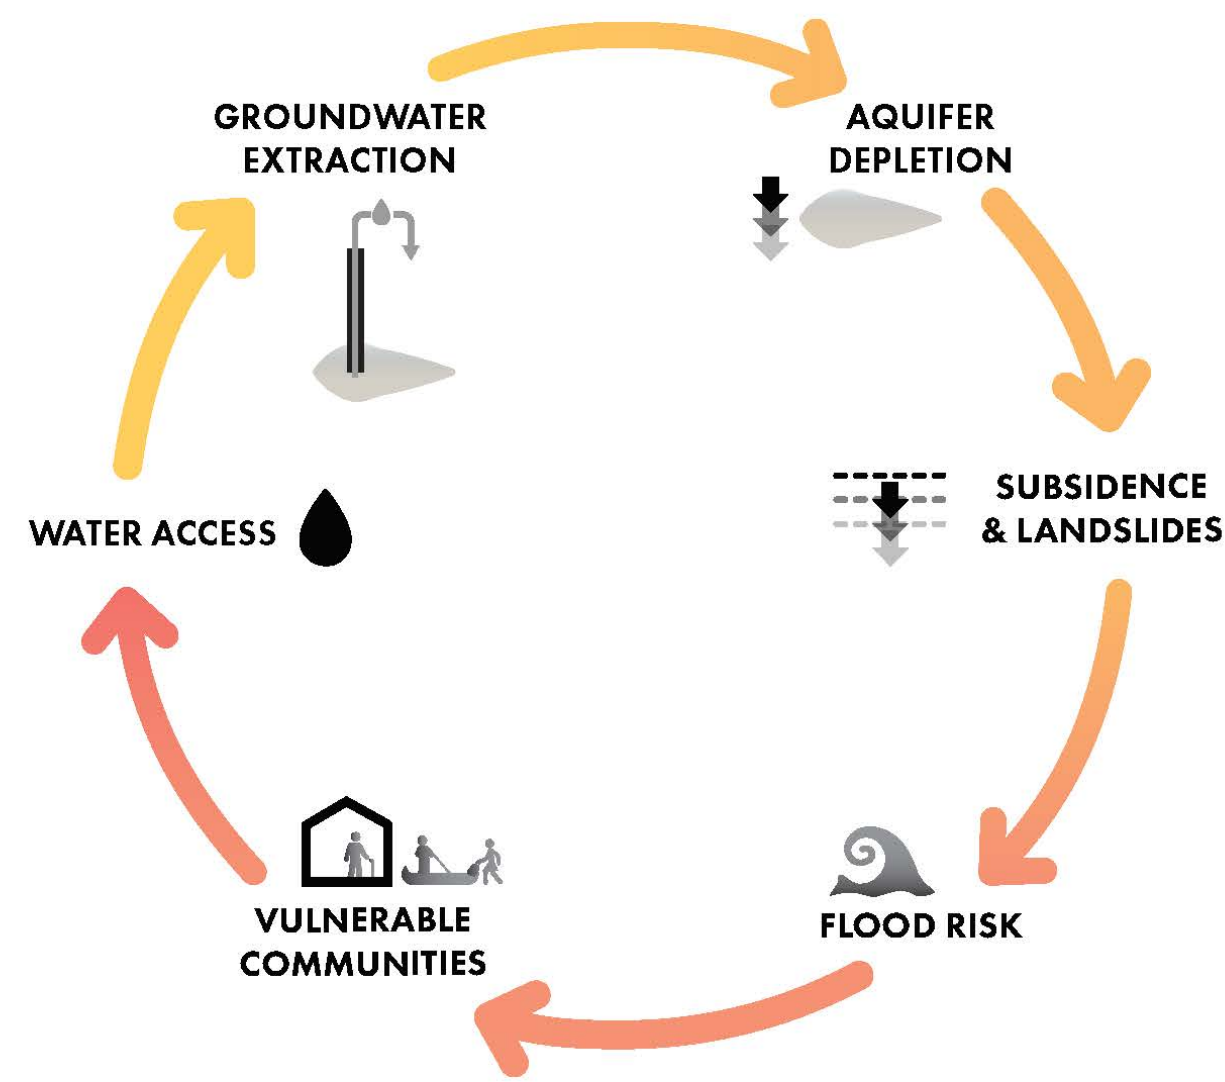 GROUNDWATER
EXTRACTION
AQUIFER
DEPLETION
SUBSIDENCE
& LANDSLIDES
FLOOD RISK
VULNERABLE
COMMUNITIES
WATER ACCESS